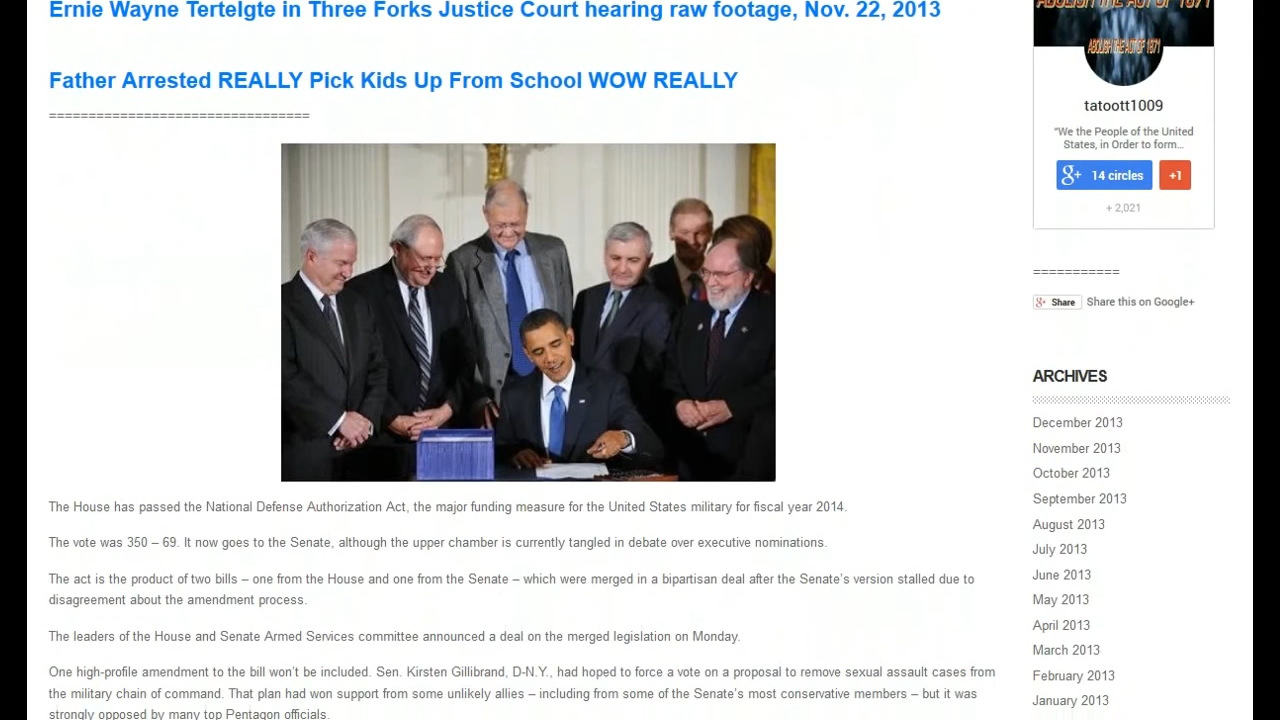 Ernie Wayne Tertelgte in Three Forks Justice Court hearing raw footage, Nov. 22, 2013
Father Arrested REALLY Pick Kids Up From School WOW REALLY
=================================
The House has passed the National Defense Authorization Act, the major funding measure for the United States military for fiscal year 2014.
The vote was 350 – 69. It now goes to the Senate, although the upper chamber is currently tangled in debate over executive nominations.
The act is the product of two bills – one from the House and one from the Senate – which were merged in a bipartisan deal after the Senate's version stalled due to
disagreement about the amendment process.
The leaders of the House and Senate Armed Services committee announced a deal on the merged legislation on Monday.
One high-profile amendment to the bill won't be included. Sen. Kirsten Gillibrand, D-N.Y., had hoped to force a vote on a proposal to remove sexual assault cases from
the military chain of command. That plan had won support from some unlikely allies – including from some of the Senate's most conservative members – but it was
strongly opposed by many top Pentagon officials.
ABOLISH THE ACT OF 1871
ABOLISH THE ACT OF 1871
tatoott1009
"We the People of the United
States, in Order to form...
g+ 14 circles +1
+ 2,021
===========
g+ Share Share this on Google+
ARCHIVES
December 2013
November 2013
October 2013
September 2013
August 2013
July 2013
June 2013
May 2013
April 2013
March 2013
February 2013
January 2013